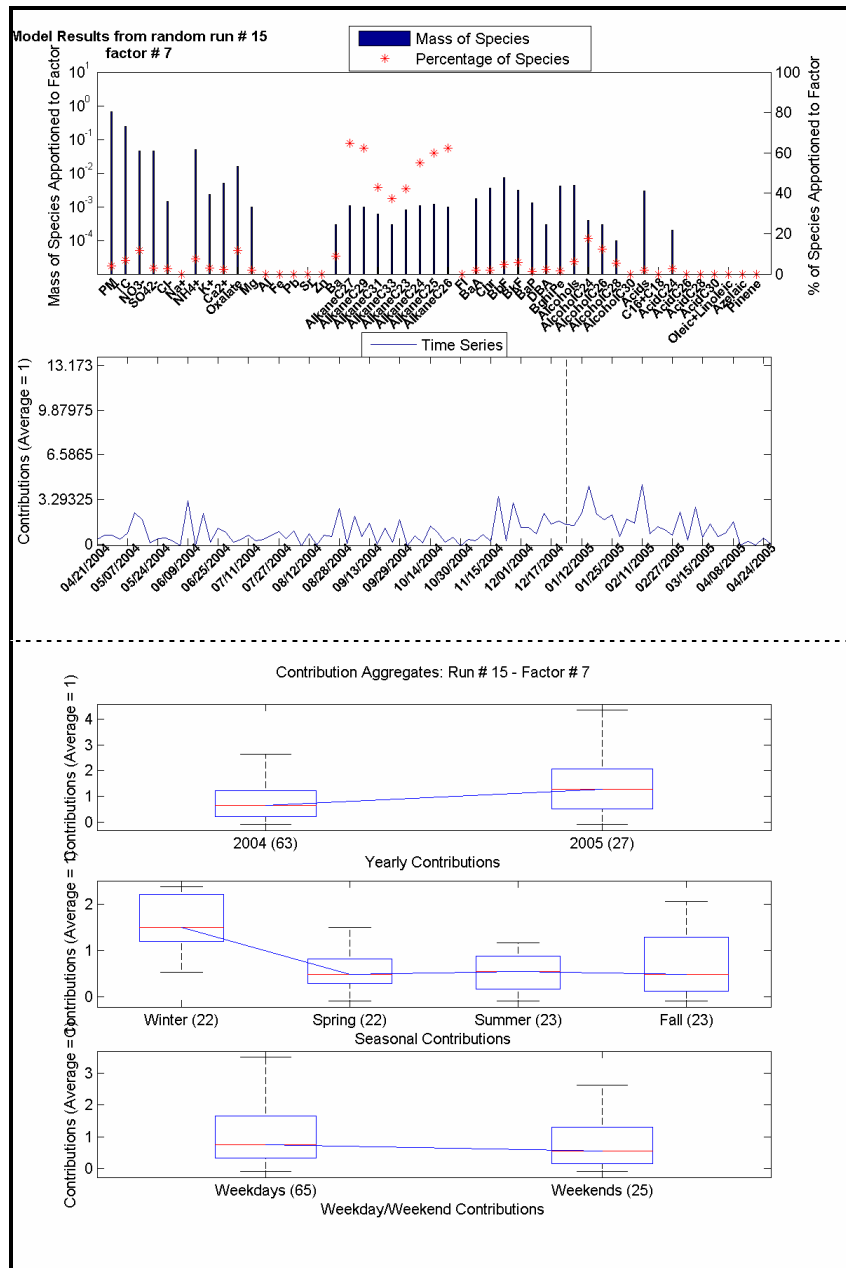 Model Results from random run # 15
factor # 7
Mass of Species
Percentage of Species
Mass of Species Apportioned to Factor
10^1
10^0
10^-1
10^-2
10^-3
10^-4
% of Species Apportioned to Factor
100
80
60
40
20
0
PM
TC
NO3-
SO42-
CL
Na+
NH4+
K+
Ca2+
Oxalate
Mg
AL
Fe
Pb
Sr
Zn
Ba
AlkaneC27
AlkaneC29
AlkaneC31
AlkaneC33
AlkaneC23
AlkaneC24
AlkaneC25
AlkaneC26
Fl
BaA
Chr
BbF
BkF
BaP
DBA
BghiP
Alcohols
Acids
C16+C18
AcidC24
AcidC30
Oleic+Linoleic
Azelaic
Pinene
Time Series
Contributions (Average = 1)
13.173
9.87975
6.5865
3.29325
0
04/21/2004
05/07/2004
05/24/2004
06/09/2004
06/25/2004
07/11/2004
07/27/2004
08/12/2004
08/28/2004
09/13/2004
09/29/2004
10/14/2004
10/30/2004
11/15/2004
12/01/2004
12/17/2004
01/12/2005
01/25/2005
02/11/2005
02/27/2005
03/15/2005
04/08/2005
04/24/2005
Contribution Aggregates: Run # 15 - Factor # 7
Contributions (Average = 1)
4
3
2
1
0
2004 (63)
2005 (27)
Yearly Contributions
Contributions (Average = 1)
2
1
0
Winter (22)
Spring (22)
Summer (23)
Fall (23)
Seasonal Contributions
Contributions (Average = 1)
3
2
1
0
Weekdays (65)
Weekends (25)
Weekday/Weekend Contributions